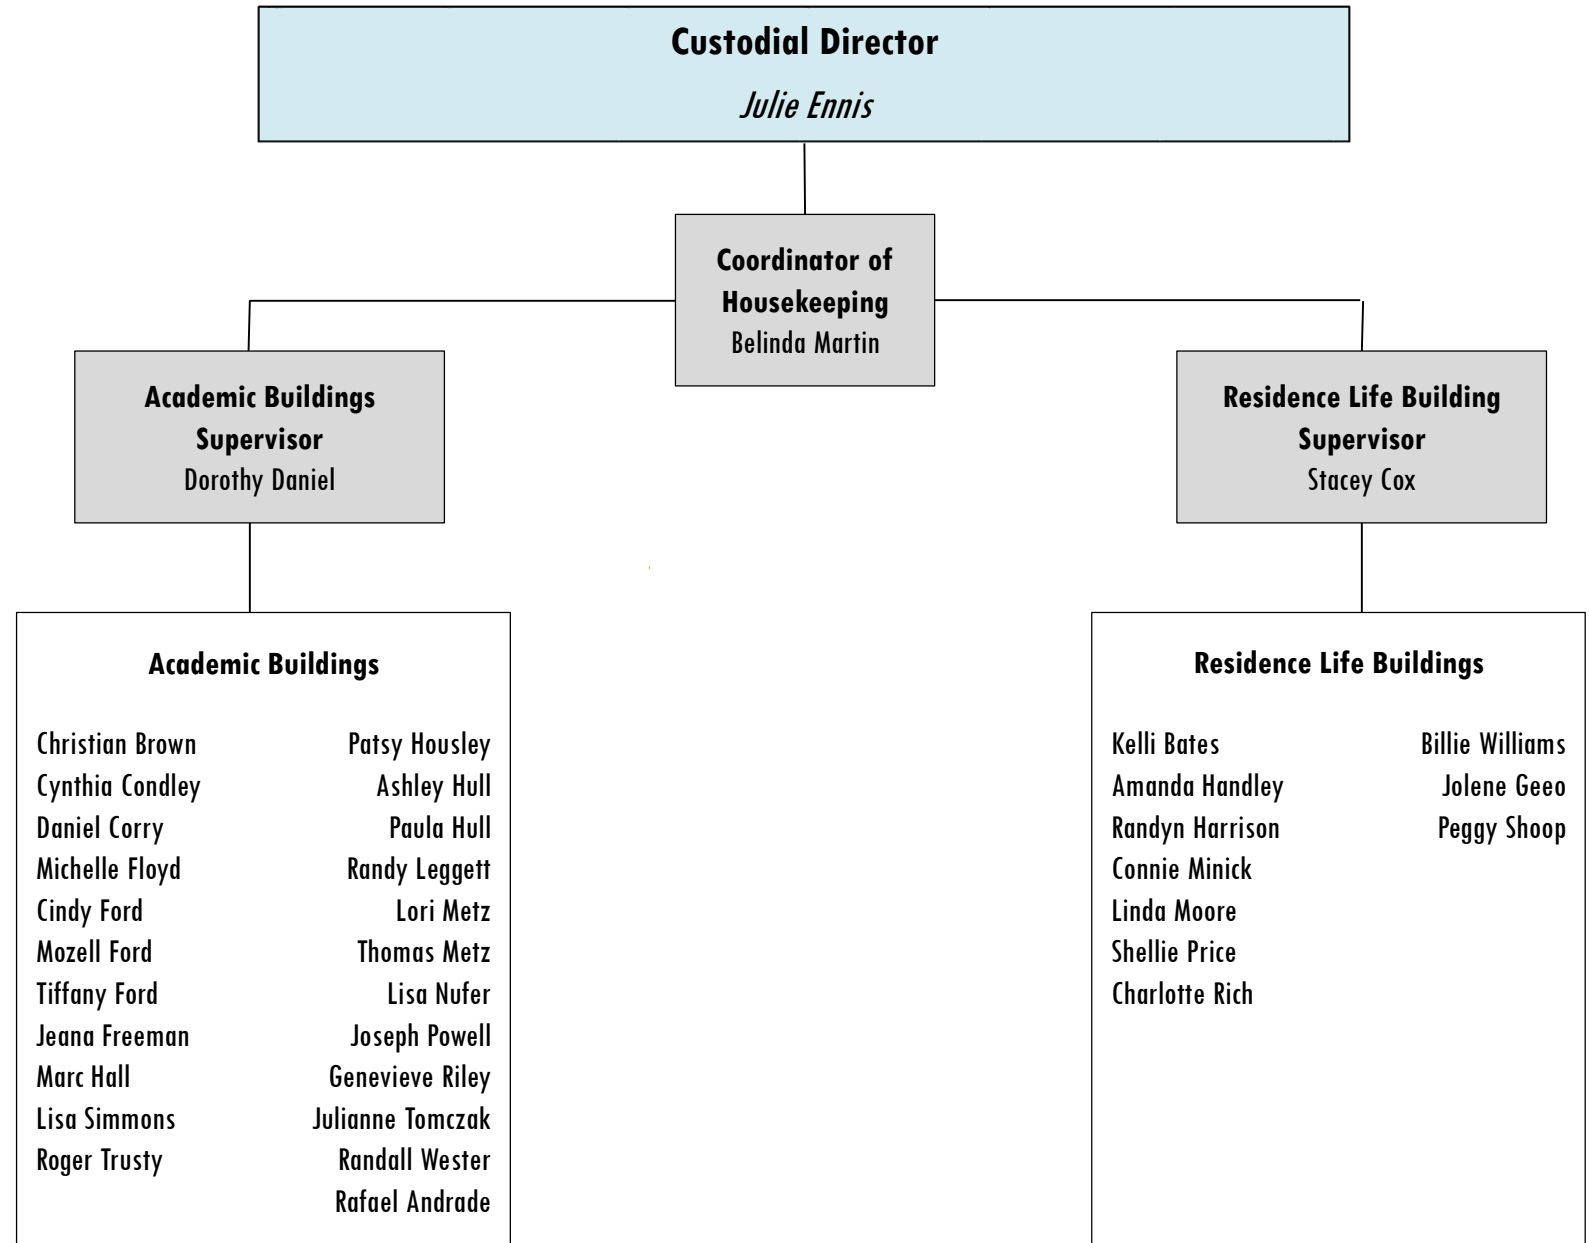 Custodial Director
Julie Ennis
Coordinator of
Housekeeping
Belinda Martin
Academic Buildings
Supervisor
Dorothy Daniel
Residence Life Building
Supervisor
Stacey Cox
Academic Buildings
Christian Brown
Cynthia Condley
Daniel Corry
Michelle Floyd
Cindy Ford
Mozell Ford
Tiffany Ford
Jeana Freeman
Marc Hall
Lisa Simmons
Roger Trusty
Patsy Housley
Ashley Hull
Paula Hull
Randy Leggett
Lori Metz
Thomas Metz
Lisa Nufer
Joseph Powell
Genevieve Riley
Julianne Tomczak
Randall Wester
Rafael Andrade
Residence Life Buildings
Kelli Bates
Amanda Handley
Randyn Harrison
Connie Minick
Linda Moore
Shellie Price
Charlotte Rich
Billie Williams
Jolene Geeo
Peggy Shoop